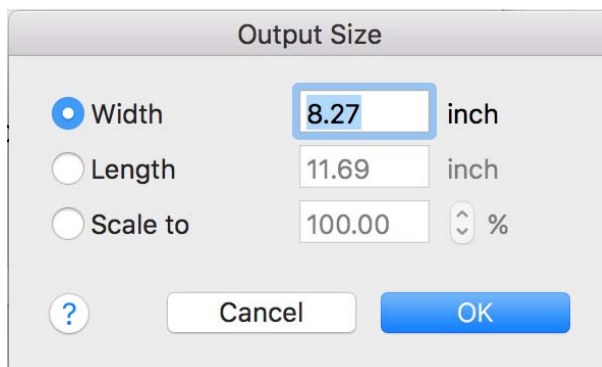 Output Size
Width 8.27 inch
Length 11.69 inch
Scale to 100.00 %
? Cancel OK